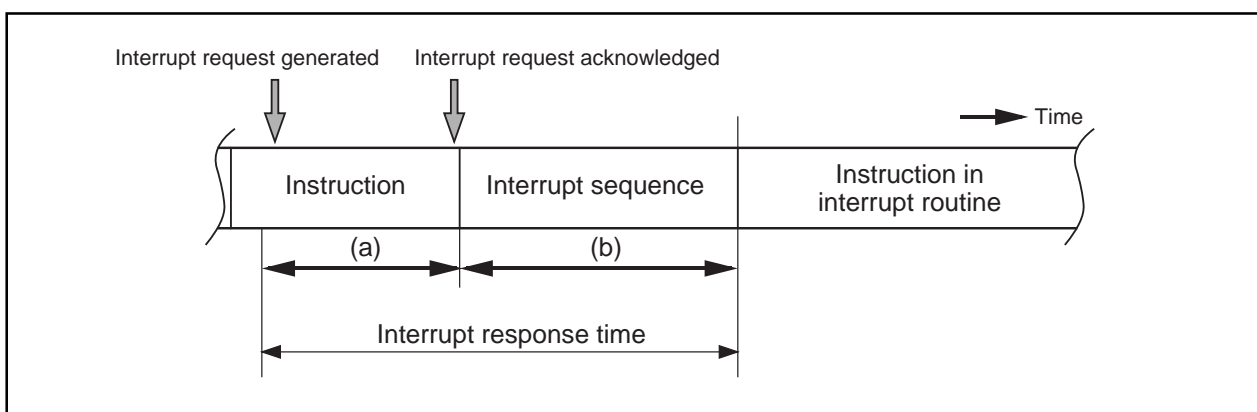 Interrupt request generated
Interrupt request acknowledged
Time
Instruction
Interrupt sequence
Instruction in
interrupt routine
(a)
(b)
Interrupt response time